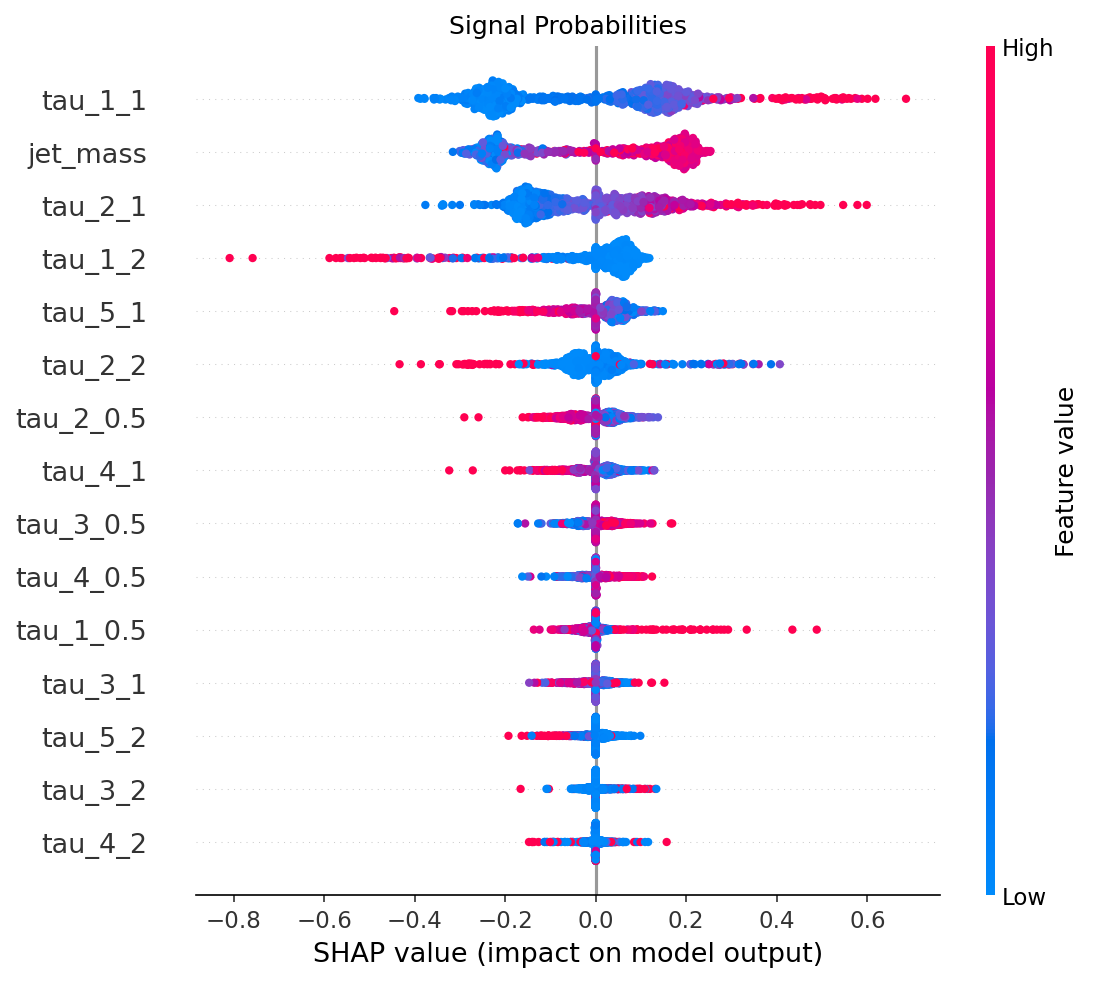 Signal Probabilities
High
tau_1_1
jet_mass
tau_2_1
tau_1_2
tau_5_1
tau_2_2
tau_2_0.5
tau_4_1
tau_3_0.5
tau_4_0.5
tau_1_0.5
tau_3_1
tau_5_2
tau_3_2
tau_4_2
Feature value
Low
−0.8 −0.6 −0.4 −0.2 0.0 0.2 0.4 0.6
SHAP value (impact on model output)